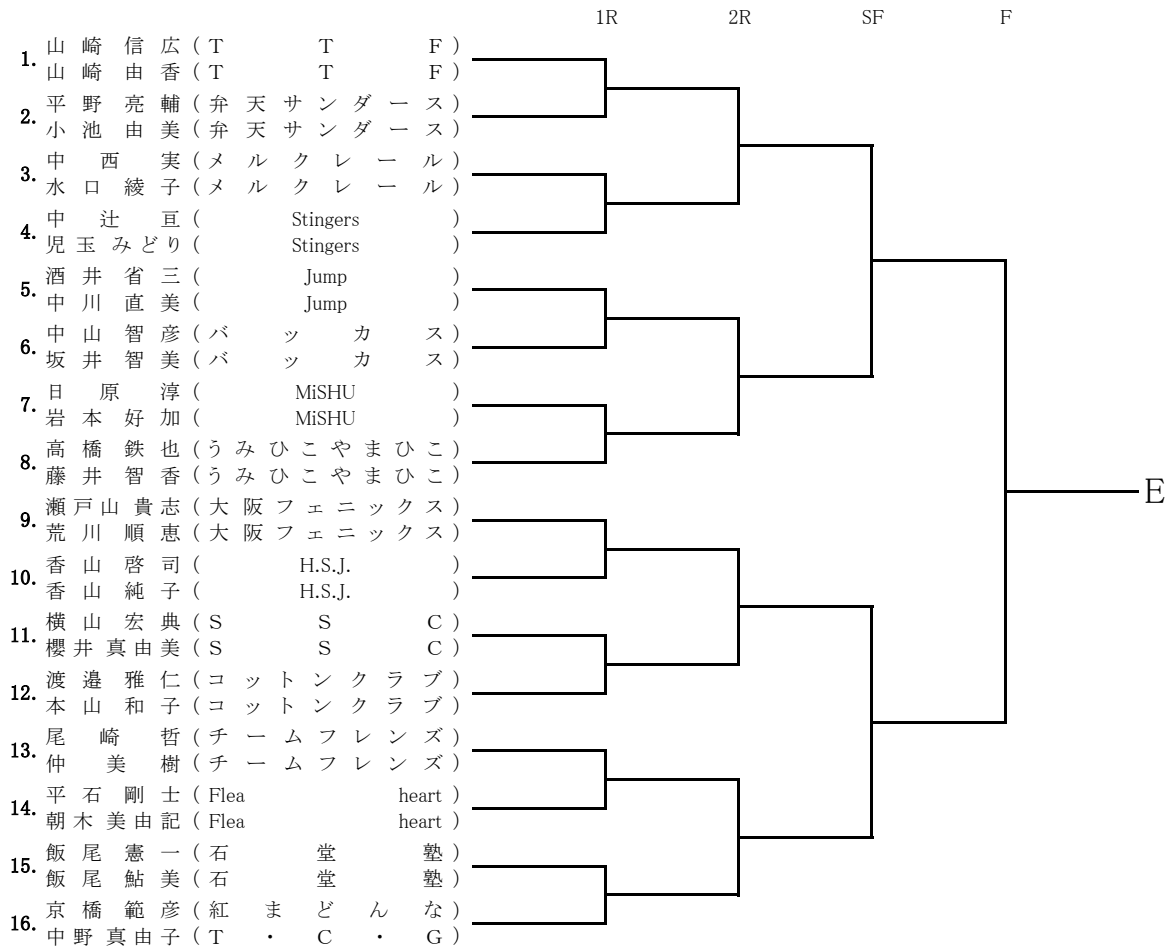 1R 2R SF F
1. 山崎信広(TTF)
山崎由香(TTF)
2. 平野亮輔(弁天サンダース)
小池由美(弁天サンダース)
3. 中西実(メルクレール)
水口綾子(メルクレール)
4. 中辻亘(Stingers)
児玉みどり(Stingers)
5. 酒井省三(Jump)
中川直美(Jump)
6. 中山智彦(バッカス)
坂井智美(バッカス)
7. 日原淳(MiSHU)
岩本好加(MiSHU)
8. 高橋鉄也(うみひこやまひこ)
藤井智香(うみひこやまひこ)
9. 瀬戸山貴志(大阪フェニックス)
荒川順恵(大阪フェニックス)
E
10. 香山啓司(H.S.J.)
香山純子(H.S.J.)
11. 横山宏典(SSC)
櫻井真由美(SSC)
12. 渡邉雅仁(コットンクラブ)
本山和子(コットンクラブ)
13. 尾崎哲(チームフレンズ)
仲美樹(チームフレンズ)
14. 平石剛士(Flea heart)
朝木美由記(Flea heart)
15. 飯尾憲一(石堂塾)
飯尾鮎美(石堂塾)
16. 京橋範彦(紅まどんな)
中野真由子(T・C・G)